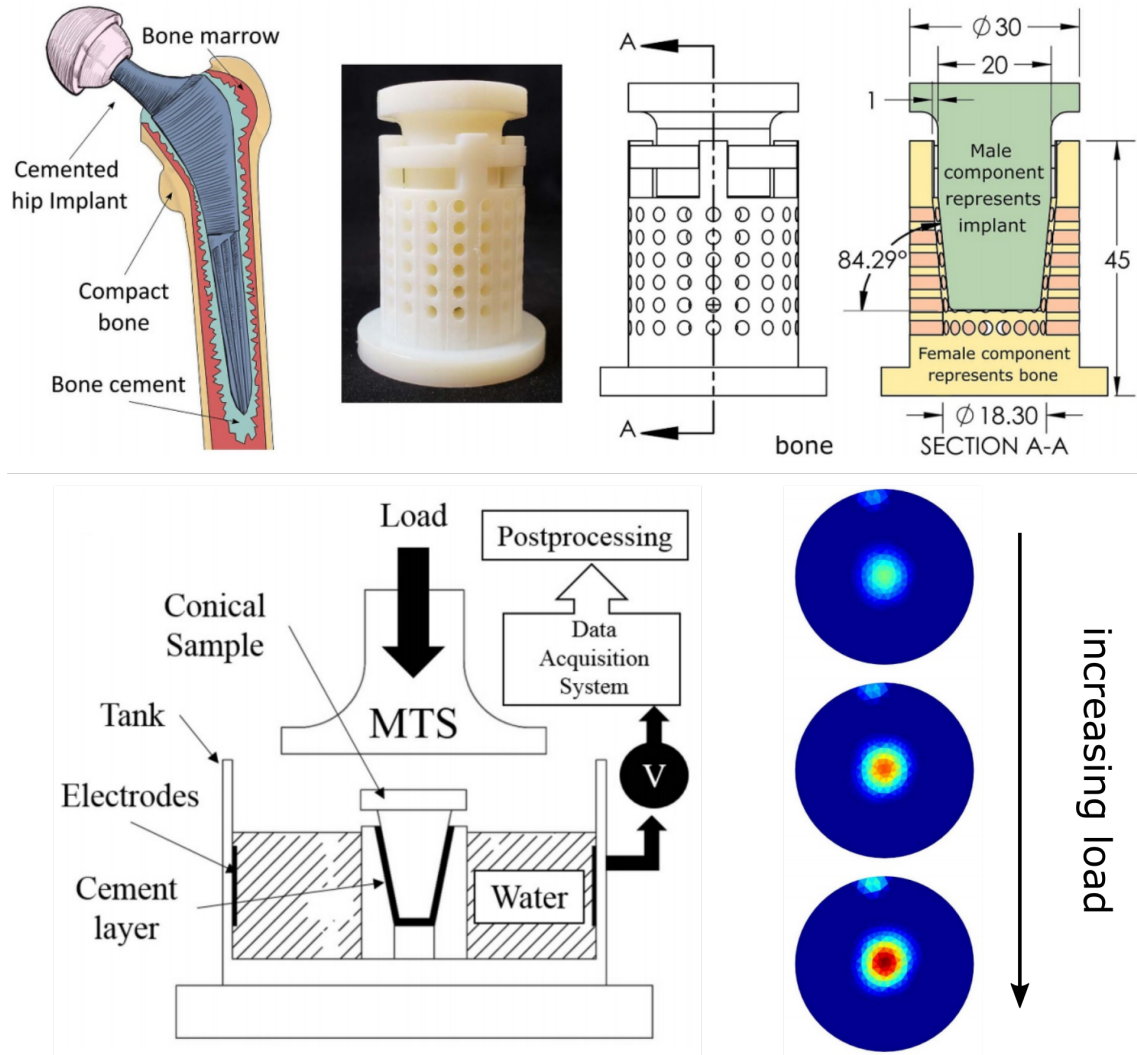 Bone marrow
Cemented
hip Implant
Compact
bone
Bone cement
A
A
bone
Ø30
20
1
Male
component
represents
implant
84.29°
45
Female component
represents bone
Ø 18.30
SECTION A-A
Load
Conical
Sample
Tank
Electrodes
Cement
layer
MTS
Water
V
Postprocessing
Data
Acquisition
System
increasing load